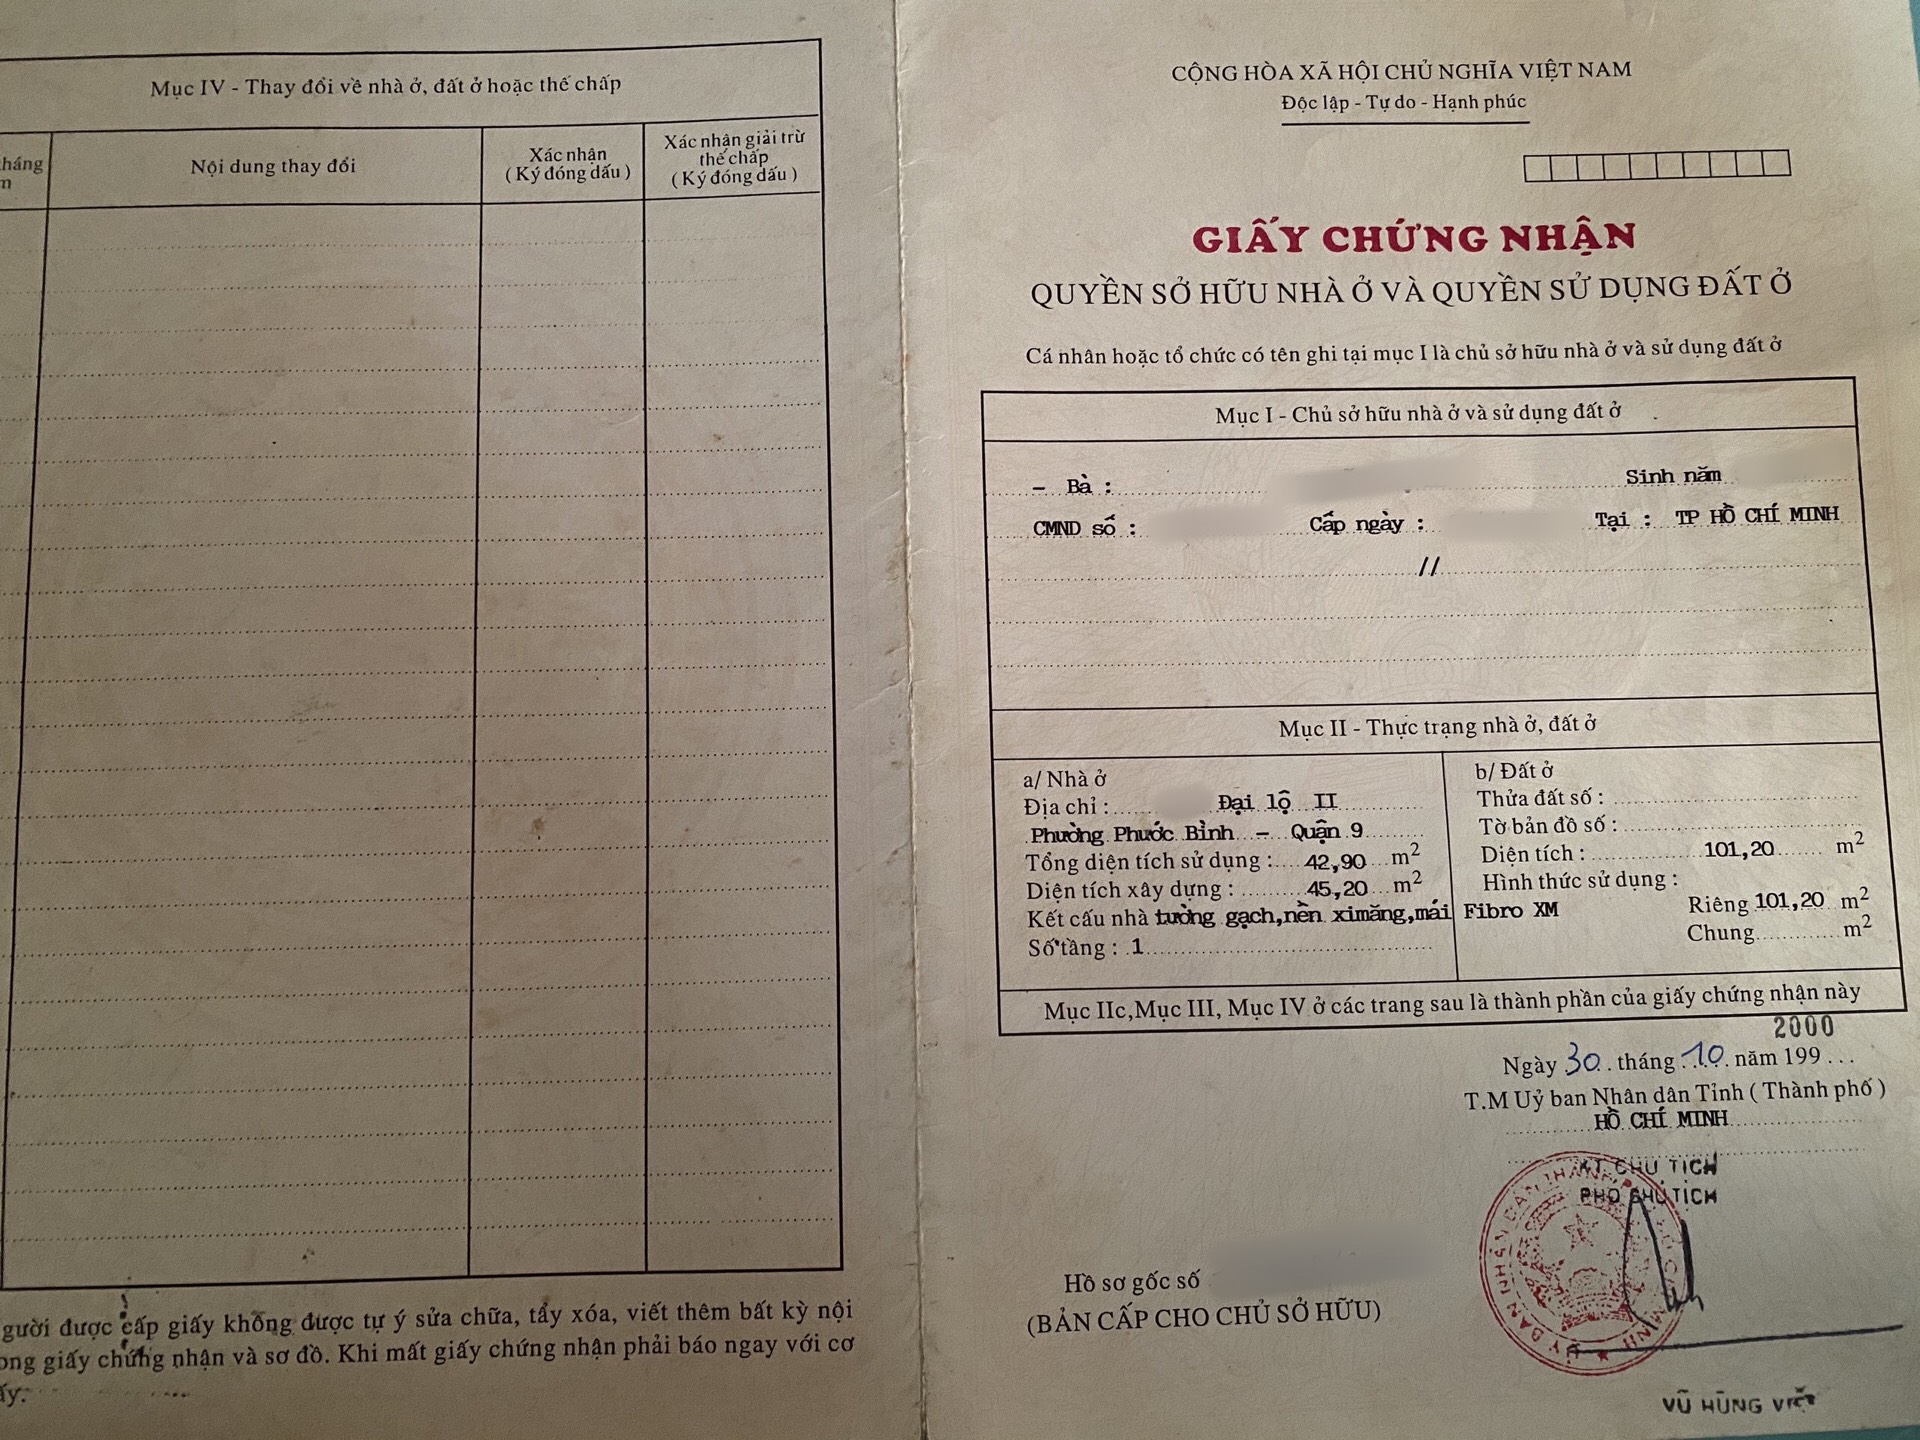 Mục IV - Thay đổi về nhà ở, đất ở hoặc thế chấp
Nội dung thay đổi
Xác nhận
(Ký đóng dấu)
Xác nhận giải trừ
thế chấp
(Ký đóng dấu)
gười được cấp giấy không được tự ý sửa chữa, tẩy xóa, viết thêm bất kỳ nội
ong giấy chứng nhận và sơ đồ. Khi mất giấy chứng nhận phải báo ngay với cơ
ấy.
CỘNG HÒA XÃ HỘI CHỦ NGHĨA VIỆT NAM
Độc lập - Tự do - Hạnh phúc
GIẤY CHỨNG NHẬN
QUYỀN SỞ HỮU NHÀ Ở VÀ QUYỀN SỬ DỤNG ĐẤT Ở
Cá nhân hoặc tổ chức có tên ghi tại mục I là chủ sở hữu nhà ở và sử dụng đất ở
Mục I - Chủ sở hữu nhà ở và sử dụng đất ở
- Bà : Sinh năm
CMND số : Cấp ngày : Tại : TP HỒ CHÍ MINH
//
Mục II - Thực trạng nhà ở, đất ở
a/ Nhà ở
Địa chỉ : Đại lộ II
Phường Phước Bình - Quận 9
Tổng diện tích sử dụng : 42,90 m2
Diện tích xây dựng : 45,20 m2
Kết cấu nhà tường gạch,nền ximăng,mái Fibro XM
Số tầng : 1
b/ Đất ở
Thửa đất số :
Tờ bản đồ số :
Diện tích : 101,20 m2
Hình thức sử dụng :
Riêng 101,20 m2
Chung m2
Mục IIc,Mục III, Mục IV ở các trang sau là thành phần của giấy chứng nhận này
2000
Ngày 30 tháng 10 năm 199...
T.M Uỷ ban Nhân dân Tỉnh ( Thành phố )
HỒ CHÍ MINH
KT CHỦ TỊCH
PHÓ CHỦ TỊCH
Hồ sơ gốc số
(BẢN CẤP CHO CHỦ SỞ HỮU)
VŨ HÙNG VIỆT